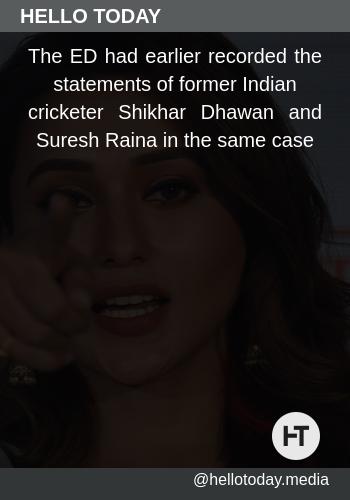 HELLO TODAY
The ED had earlier recorded the
statements of former Indian
cricketer Shikhar Dhawan and
Suresh Raina in the same case
HT
@hellotoday.media